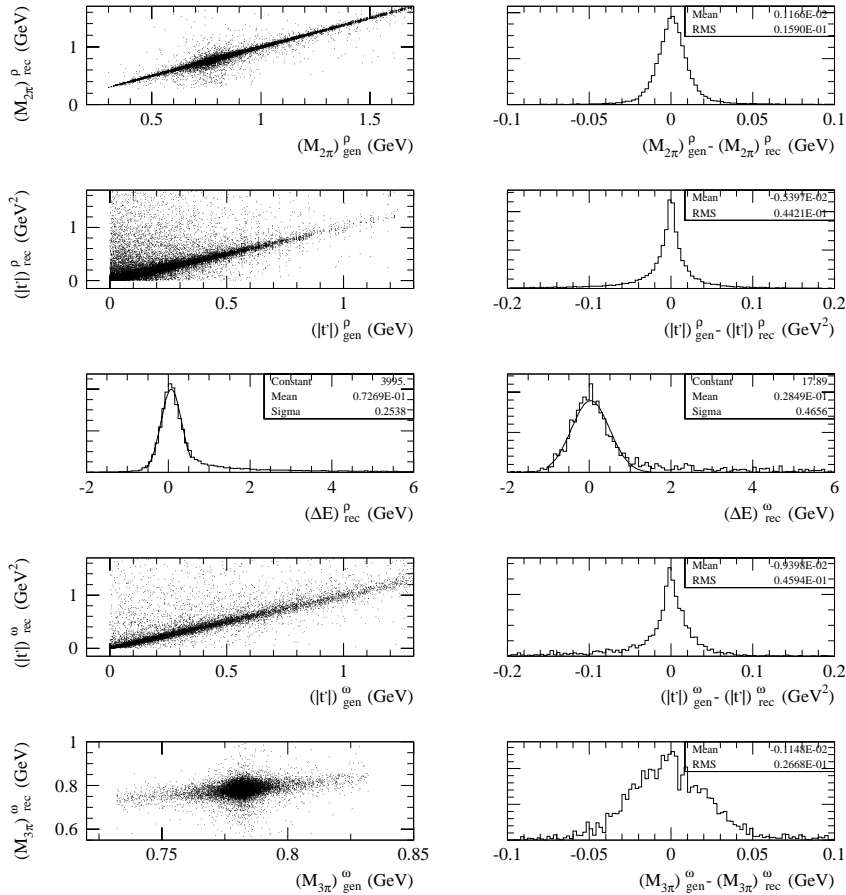 (M2π) ρ rec (GeV)
1
0
0.5 1 1.5
(M2π) ρ gen (GeV)
Mean 0.1166E-02
RMS 0.1590E-01
-0.1 -0.05 0 0.05 0.1
(M2π) ρ gen - (M2π) ρ rec (GeV)
(|t'|) ρ rec (GeV2)
1
0
0 0.5 1
(|t'|) ρ gen (GeV)
Mean -0.5397E-02
RMS 0.4421E-01
-0.2 -0.1 0 0.1 0.2
(|t'|) ρ gen - (|t'|) ρ rec (GeV2)
Constant 3995.
Mean 0.7269E-01
Sigma 0.2538
-2 0 2 4 6
(ΔE) ρ rec (GeV)
Constant 17.89
Mean 0.2849E-01
Sigma 0.4656
-2 0 2 4 6
(ΔE) ω rec (GeV)
(|t'|) ω rec (GeV2)
1
0
0 0.5 1
(|t'|) ω gen (GeV)
Mean -0.9398E-02
RMS 0.4594E-01
-0.2 -0.1 0 0.1 0.2
(|t'|) ω gen - (|t'|) ω rec (GeV2)
(M3π) ω rec (GeV)
1
0.8
0.6
0.75 0.8 0.85
(M3π) ω gen (GeV)
Mean -0.1148E-02
RMS 0.2668E-01
-0.1 -0.05 0 0.05 0.1
(M3π) ω gen - (M3π) ω rec (GeV)